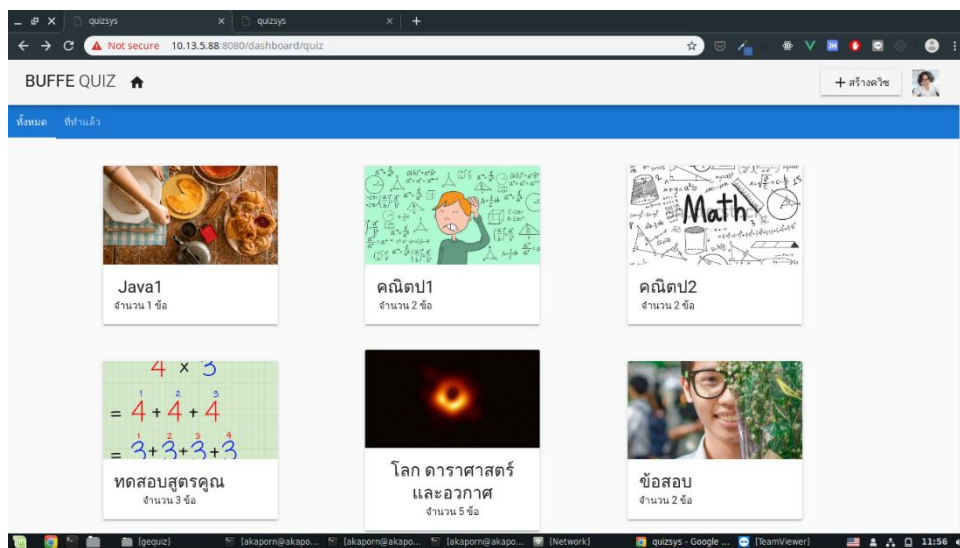 quizsys
quizsys
Not secure 10.13.5.88:8080/dashboard/quiz
BUFFE QUIZ
+ สร้างควิซ
ทั้งหมด ที่ทำแล้ว
Java1
จำนวน 1 ข้อ
คณิตป1
จำนวน 2 ข้อ
Math
คณิตป2
จำนวน 2 ข้อ
4 x 3
1 2 3
= 4 + 4 + 4
1 2 3 4
= 3+3+3+3
ทดสอบสูตรคูณ
จำนวน 3 ข้อ
โลก ดาราศาสตร์
และอวกาศ
จำนวน 5 ข้อ
ข้อสอบ
จำนวน 2 ข้อ
[gequiz] [akaporn@akapo... [akaporn@akapo... [akaporn@akapo... [Network] quizsys - Google ... [TeamViewer] 11:56